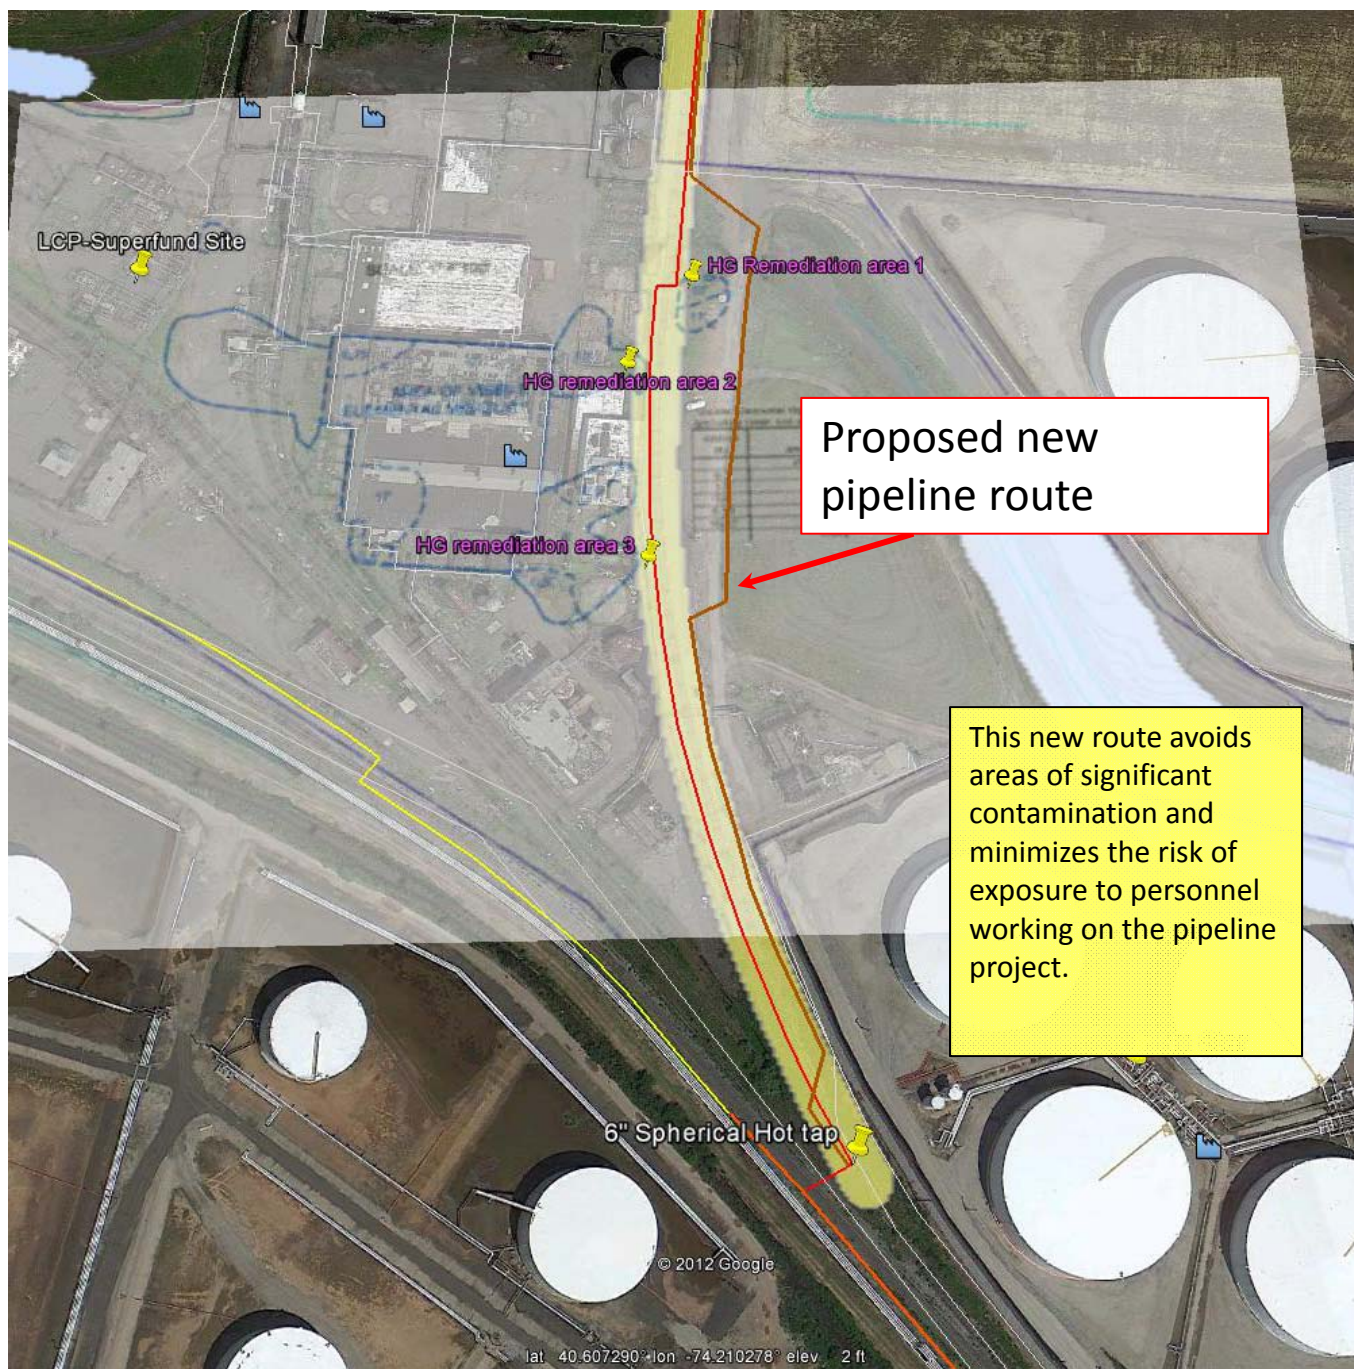 LCP-Superfund Site
HG Remediation area 1
HG remediation area 2
Proposed new
pipeline route
HG remediation area 3
This new route avoids
areas of significant
contamination and
minimizes the risk of
exposure to personnel
working on the pipeline
project.
6" Spherical Hot tap
© 2012 Google
lat 40.607290° lon -74.210278° elev 2 ft